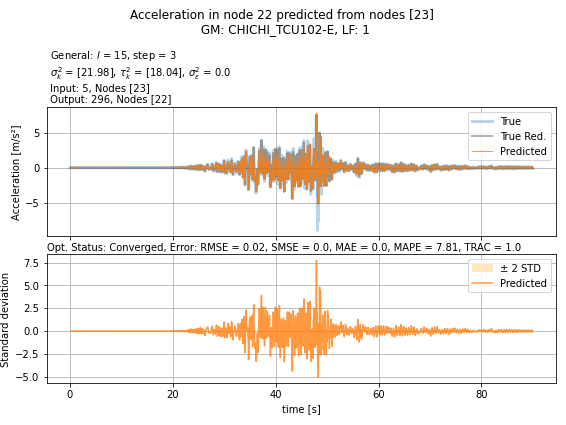 Acceleration in node 22 predicted from nodes [23]
GM: CHICHI_TCU102-E, LF: 1
General: l = 15, step = 3
σ²ₖ = [21.98], τ²ₖ = [18.04], σ²ε = 0.0
Input: 5, Nodes [23]
Output: 296, Nodes [22]
Acceleration [m/s²]
5
0
−5
True
True Red.
Predicted
Opt. Status: Converged, Error: RMSE = 0.02, SMSE = 0.0, MAE = 0.0, MAPE = 7.81, TRAC = 1.0
Standard deviation
7.5
5.0
2.5
0.0
−2.5
−5.0
± 2 STD
Predicted
0 20 40 60 80
time [s]